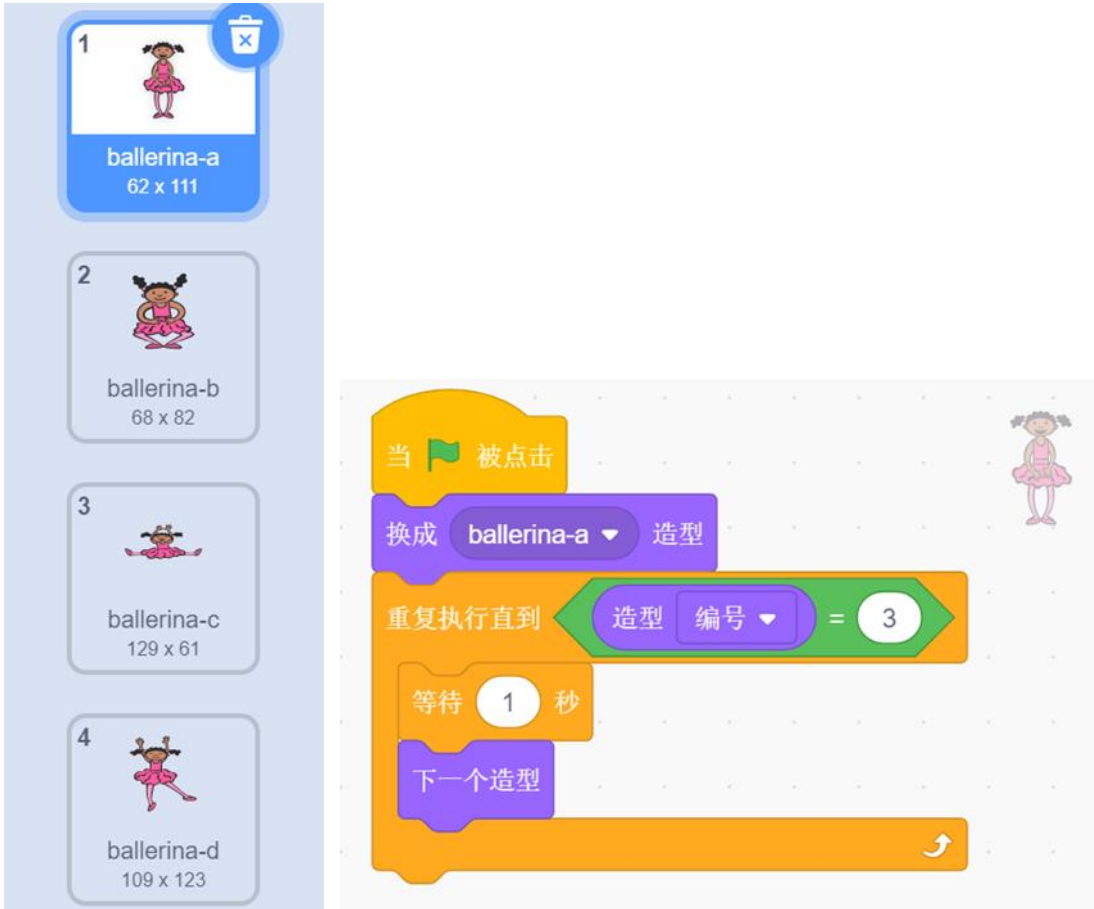 1
ballerina-a
62 x 111
2
ballerina-b
68 x 82
3
ballerina-c
129 x 61
4
ballerina-d
109 x 123
当 被点击
换成 ballerina-a 造型
重复执行直到 造型 编号 = 3
等待 1 秒
下一个造型